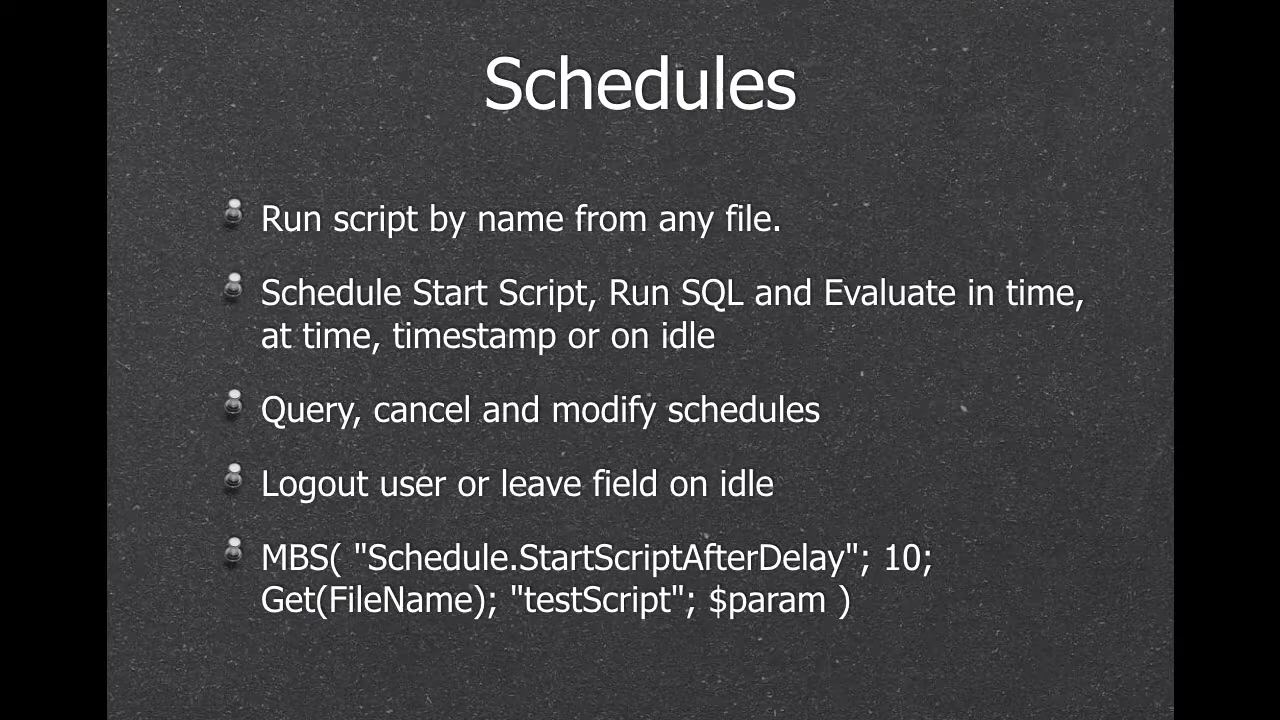 Schedules
Run script by name from any file.
Schedule Start Script, Run SQL and Evaluate in time,
at time, timestamp or on idle
Query, cancel and modify schedules
Logout user or leave field on idle
MBS( "Schedule.StartScriptAfterDelay"; 10;
Get(FileName); "testScript"; $param )